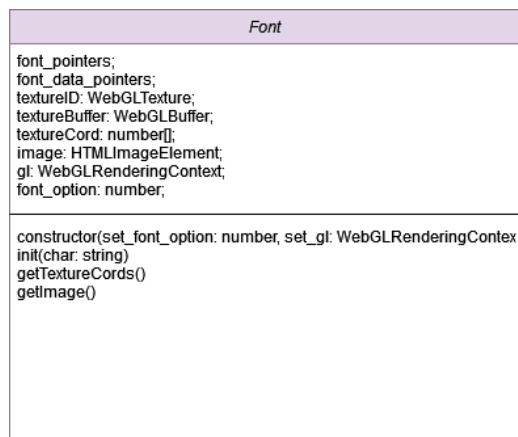 Font
font_pointers;
font_data_pointers;
textureID: WebGLTexture;
textureBuffer: WebGLBuffer;
textureCord: number[];
image: HTMLImageElement;
gl: WebGLRenderingContext;
font_option: number;
constructor(set_font_option: number, set_gl: WebGLRenderingContex
init(char: string)
getTextureCords()
getImage()